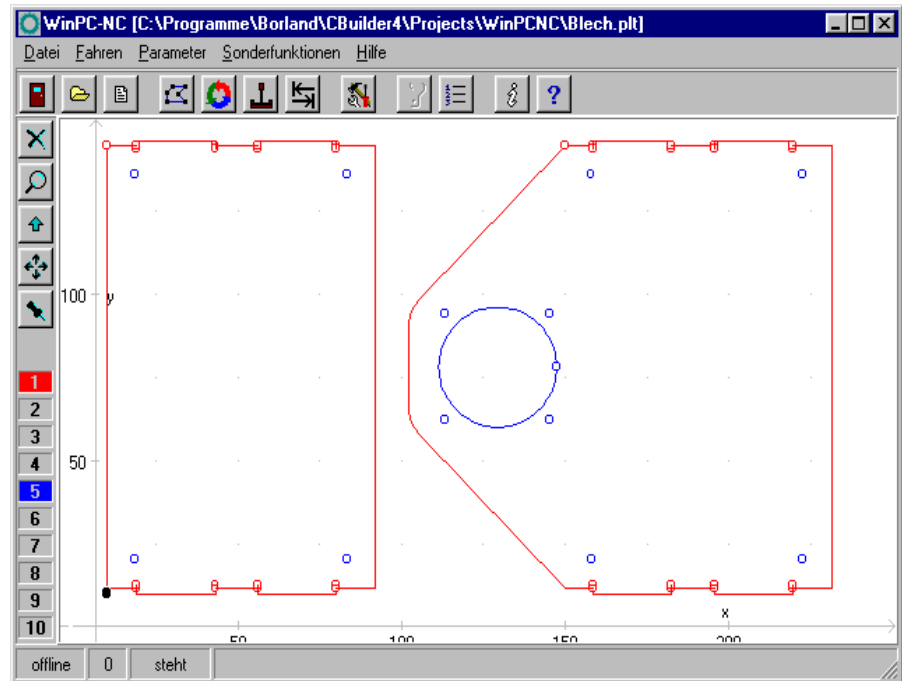 WinPC-NC [C:\Programme\Borland\CBuilder4\Projects\WinPCNC\Blech.plt]
Datei Fahren Parameter Sonderfunktionen Hilfe
?
100 y
1
2
3
4 50
5
6
7
8
9
x
10
50 100 150 200
offline 0 steht